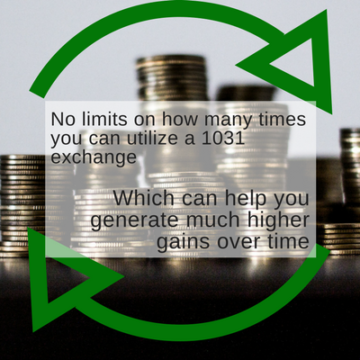 No limits on how many times
you can utilize a 1031
exchange
Which can help you
generate much higher
gains over time